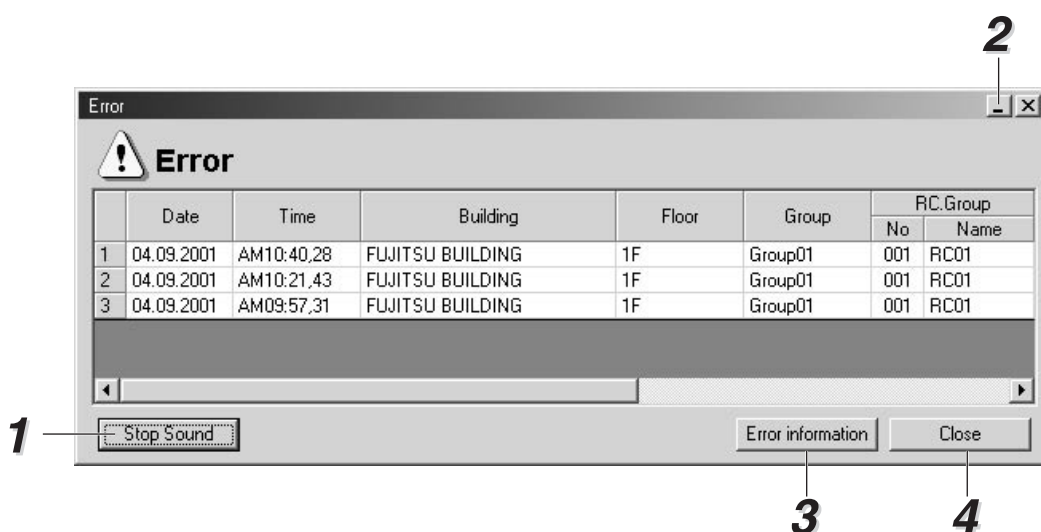 2
Error
Error
Date Time Building Floor Group RC.Group
No Name
1 04.09.2001 AM10:40,28 FUJITSU BUILDING 1F Group01 001 RC01
2 04.09.2001 AM10:21,43 FUJITSU BUILDING 1F Group01 001 RC01
3 04.09.2001 AM09:57,31 FUJITSU BUILDING 1F Group01 001 RC01
1 Stop Sound Error information Close
3 4